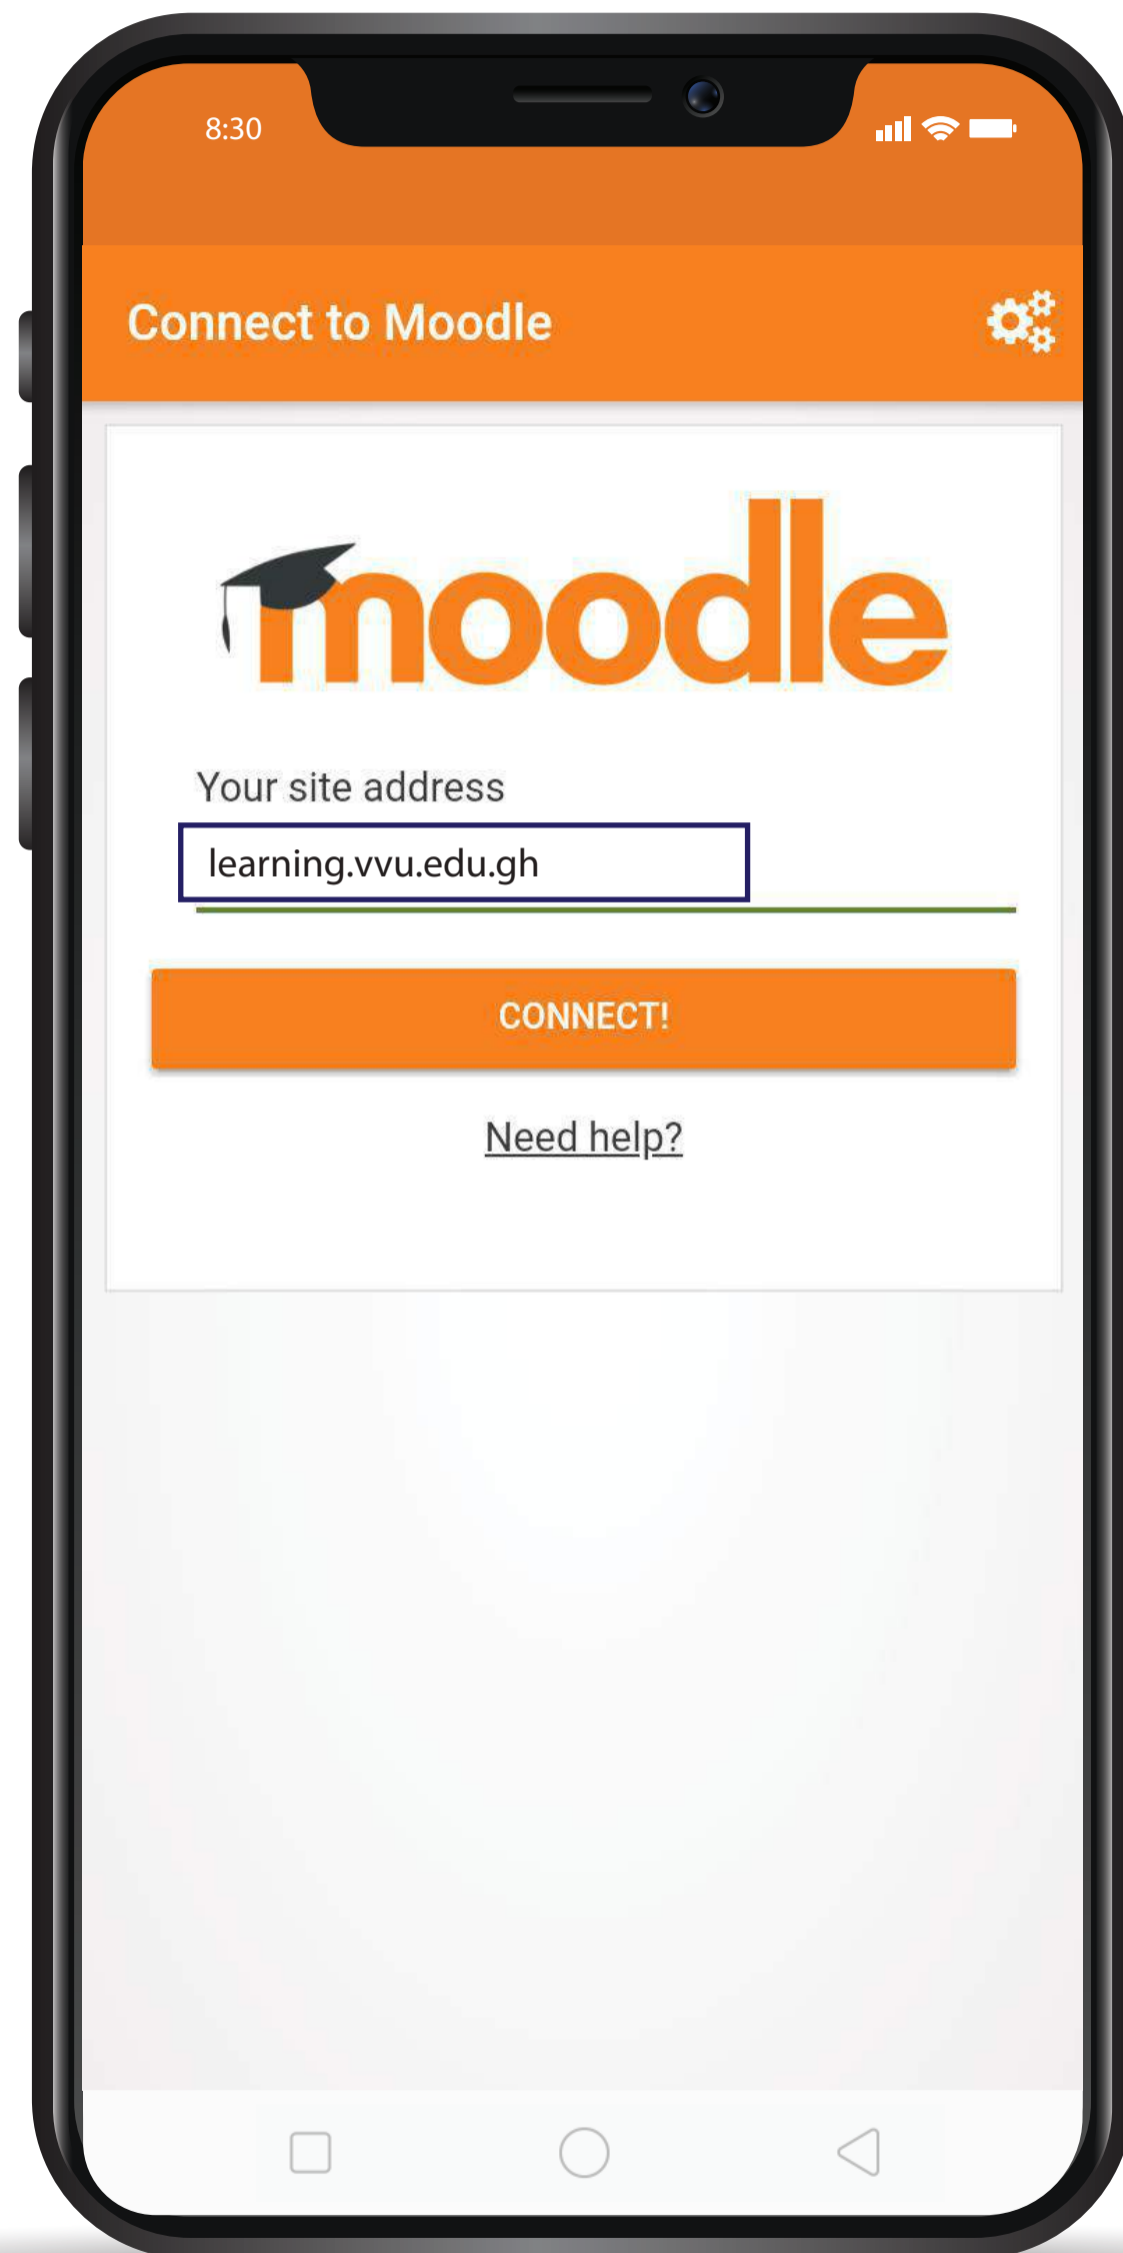 8:30
Connect to Moodle
moodle
Your site address
learning.vvu.edu.gh
CONNECT!
Need help?